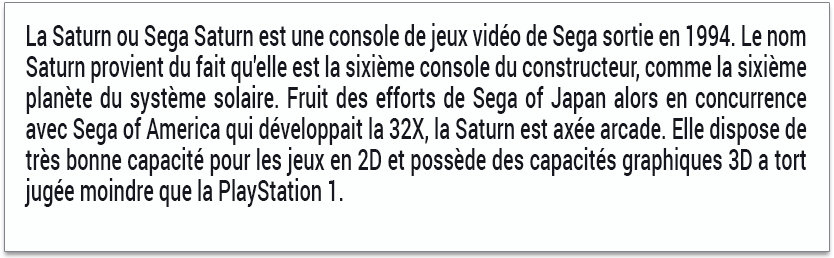 La Saturn ou Sega Saturn est une console de jeux vidéo de Sega sortie en 1994. Le nom
Saturn provient du fait qu'elle est la sixième console du constructeur, comme la sixième
planète du système solaire. Fruit des efforts de Sega of Japan alors en concurrence
avec Sega of America qui développait la 32X, la Saturn est axée arcade. Elle dispose de
très bonne capacité pour les jeux en 2D et possède des capacités graphiques 3D a tort
jugée moindre que la PlayStation 1.